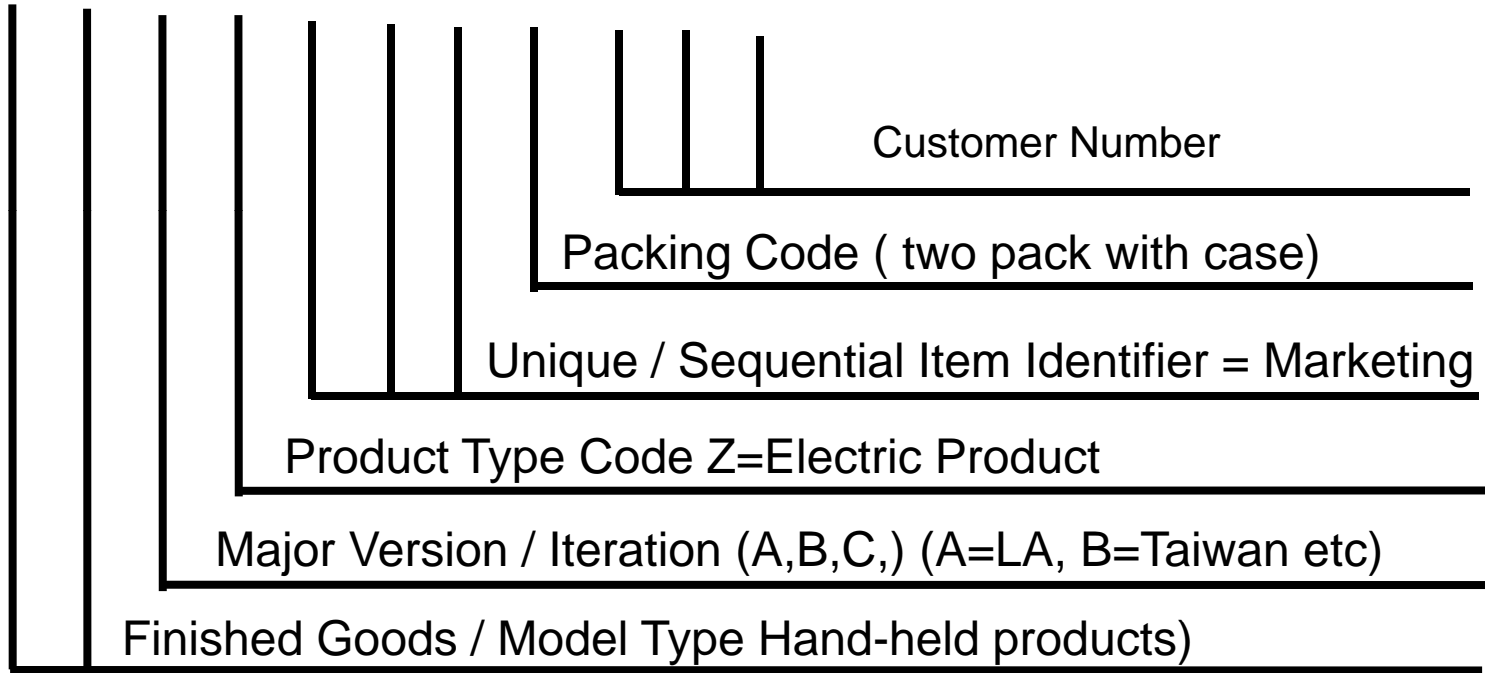 Customer Number
Packing Code ( two pack with case)
Unique / Sequential Item Identifier = Marketing
Product Type Code Z=Electric Product
Major Version / Iteration (A,B,C,) (A=LA, B=Taiwan etc)
Finished Goods / Model Type Hand-held products)